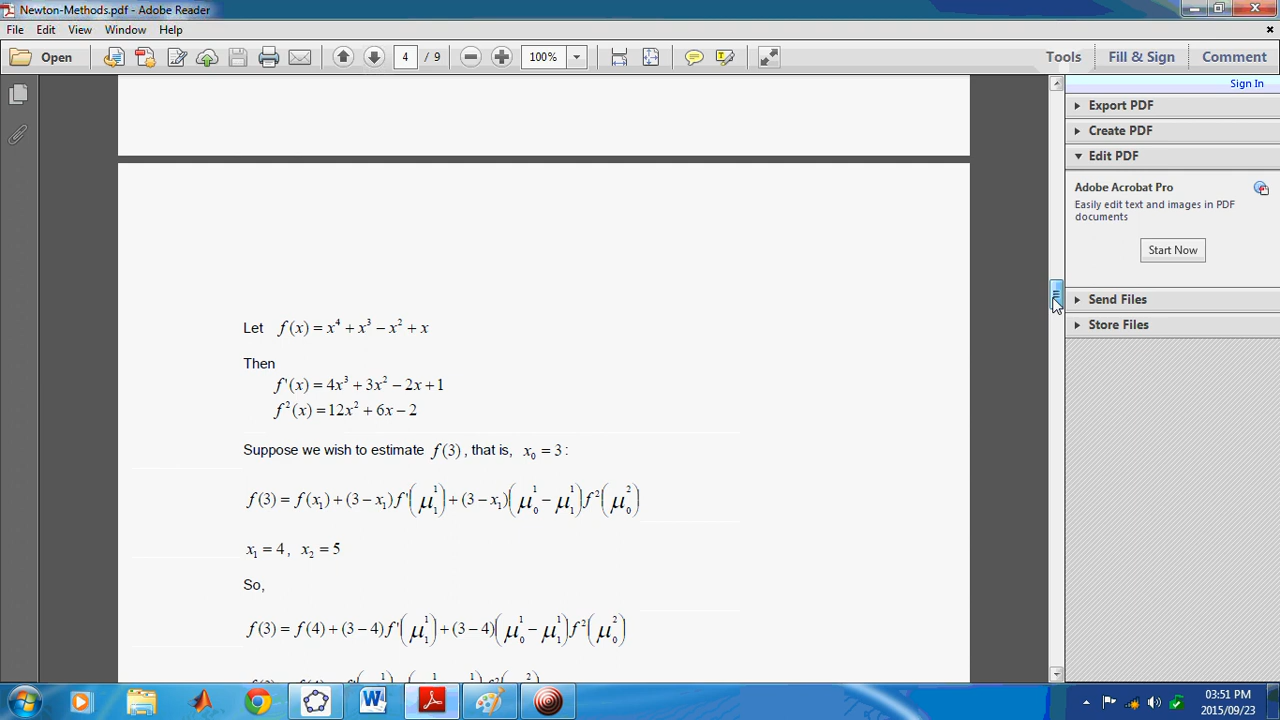 Newton-Methods.pdf - Adobe Reader
File Edit View Window Help
Open 4 / 9 100% Tools Fill & Sign Comment
Sign In
Export PDF
Create PDF
Edit PDF
Adobe Acrobat Pro
Easily edit text and images in PDF
documents
Start Now
Send Files
Store Files
Let f(x) = x⁴ + x³ − x² + x
Then
f'(x) = 4x³ + 3x² − 2x + 1
f²(x) = 12x² + 6x − 2
Suppose we wish to estimate f(3), that is, x₀ = 3:
f(3) = f(x₁) + (3 − x₁) f'(μ₁¹) + (3 − x₁)(μ₀¹ − μ₁¹) f²(μ₀²)
x₁ = 4, x₂ = 5
So,
f(3) = f(4) + (3 − 4) f'(μ₁¹) + (3 − 4)(μ₀¹ − μ₁¹) f²(μ₀²)
03:51 PM
2015/09/23